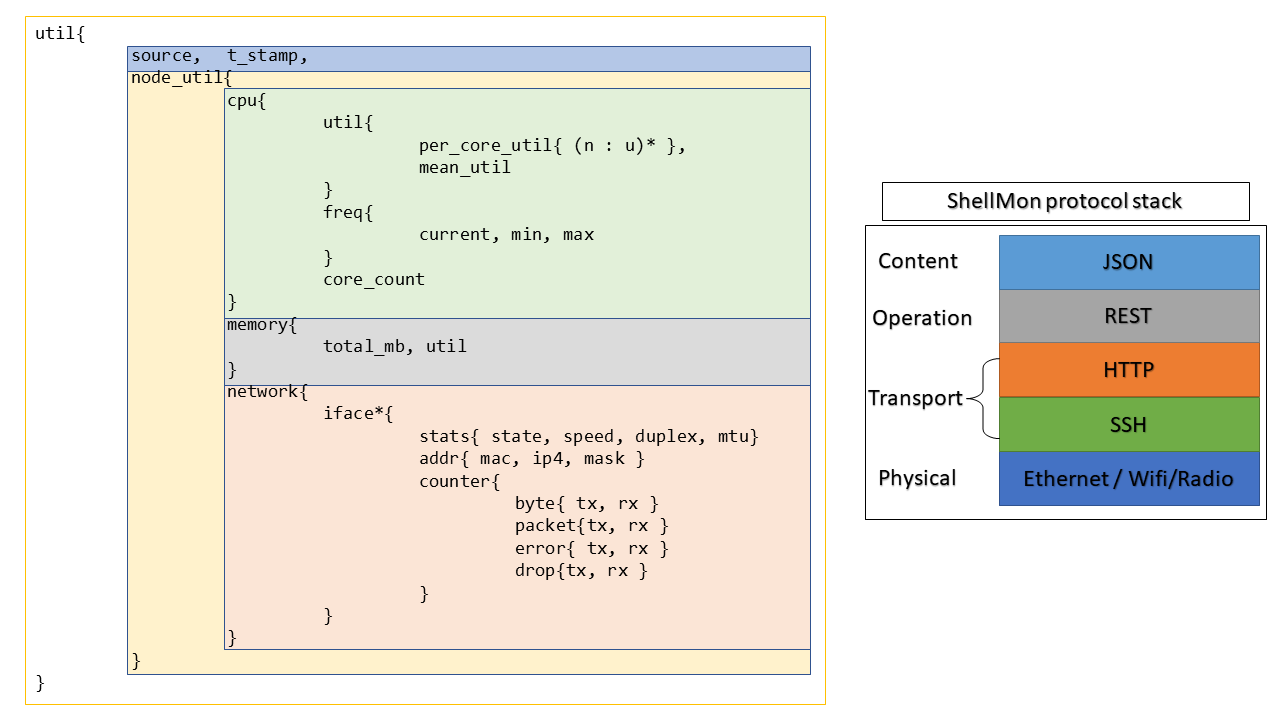 util{
source, t_stamp,
node_util{
cpu{
util{
per_core_util{ (n : u)* },
mean_util
}
freq{
current, min, max
}
core_count
}
memory{
total_mb, util
}
network{
iface*{
stats{ state, speed, duplex, mtu}
addr{ mac, ip4, mask }
counter{
byte{ tx, rx }
packet{tx, rx }
error{ tx, rx }
drop{tx, rx }
}
}
}
}
}
ShellMon protocol stack
Content JSON
Operation REST
Transport HTTP
SSH
Physical Ethernet / Wifi/Radio